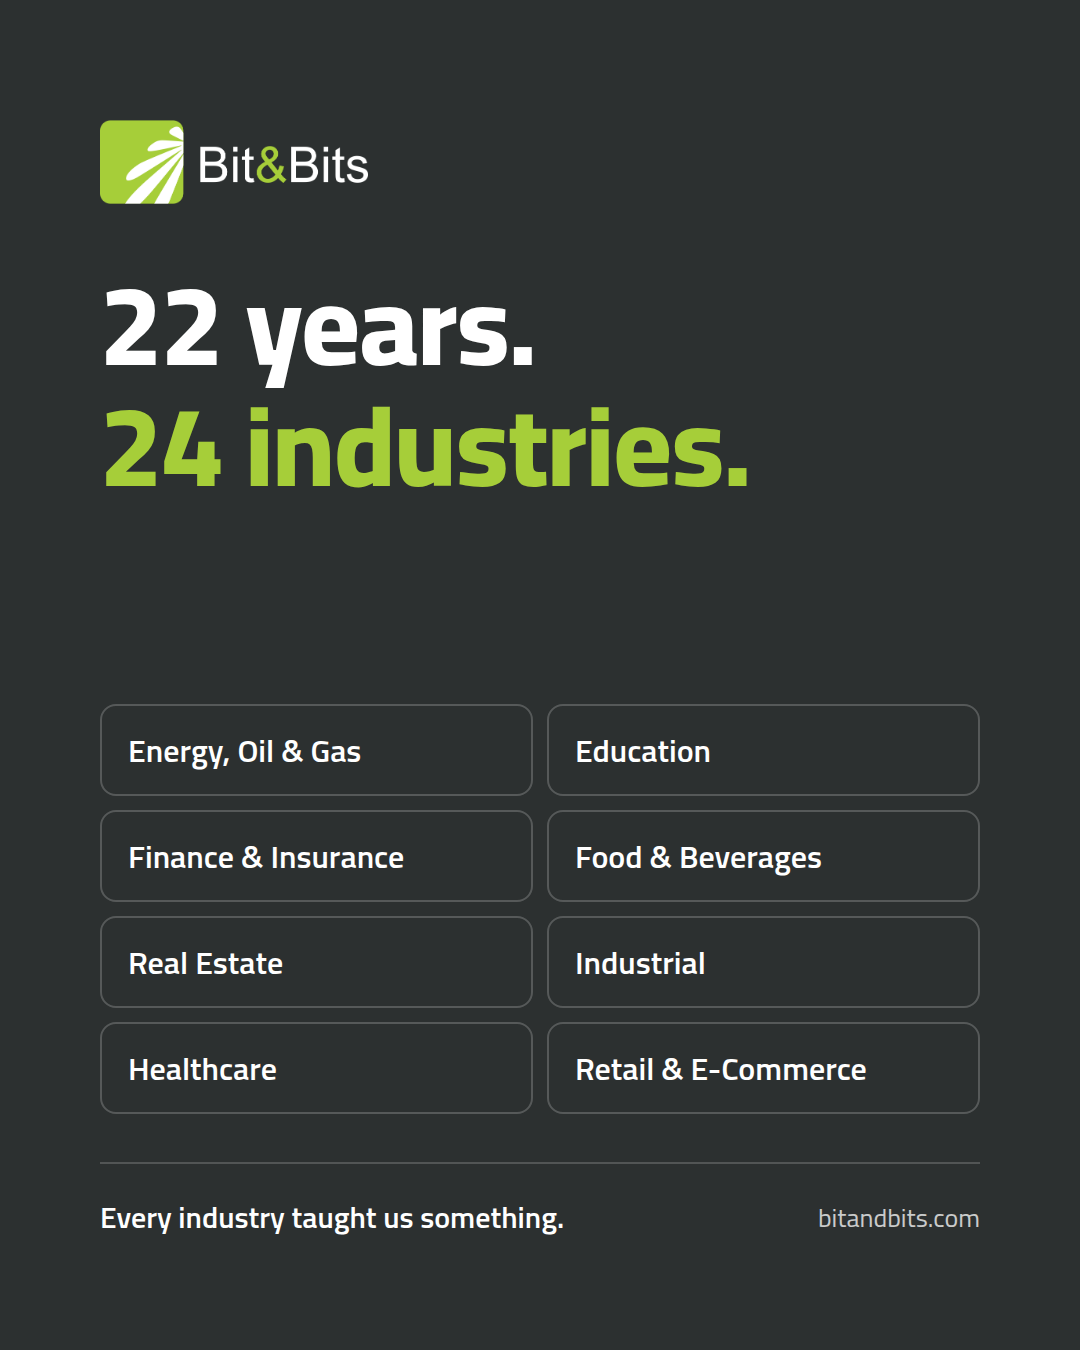 Bit&Bits
22 years.
24 industries.
Energy, Oil & Gas
Education
Finance & Insurance
Food & Beverages
Real Estate
Industrial
Healthcare
Retail & E-Commerce
Every industry taught us something.
bitandbits.com